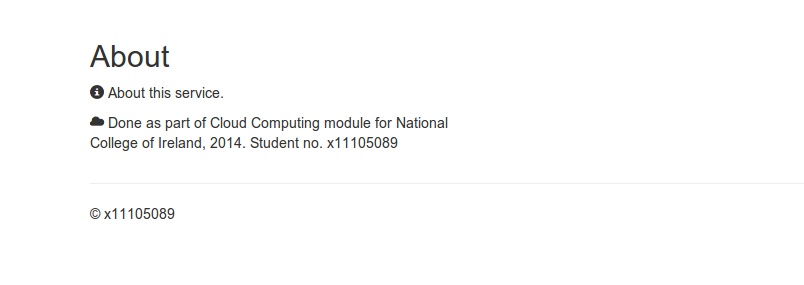 About
About this service.
Done as part of Cloud Computing module for National
College of Ireland, 2014. Student no. x11105089
© x11105089